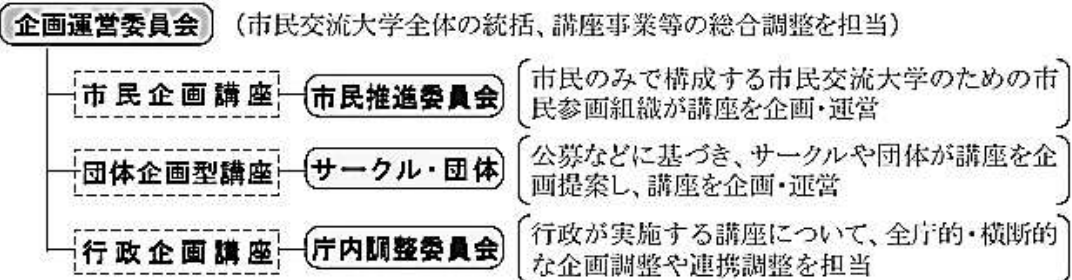 企画運営委員会 (市民交流大学全体の統括、講座事業等の総合調整を担当)
市民企画講座 市民推進委員会 市民のみで構成する市民交流大学のための市
民参画組織が講座を企画・運営
団体企画型講座 サークル・団体 公募などに基づき、サークルや団体が講座を企
画提案し、講座を企画・運営
行政企画講座 庁内調整委員会 行政が実施する講座について、全庁的・横断的
な企画調整や連携調整を担当